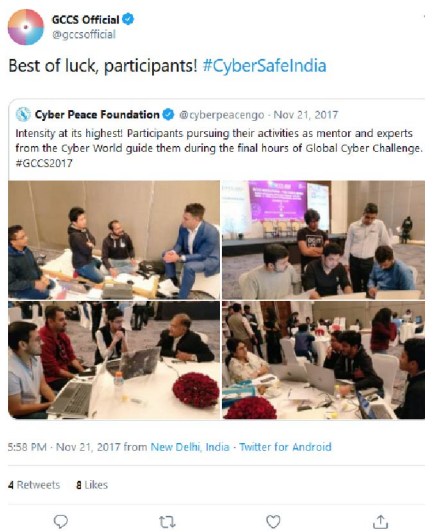 GCCS Official
@gccsofficial
Best of luck, participants! #CyberSafeIndia
Cyber Peace Foundation @cyberpeacengo · Nov 21, 2017
Intensity at its highest! Participants pursuing their activities as mentor and experts
from the Cyber World guide them during the final hours of Global Cyber Challenge.
#GCCS2017
5:58 PM · Nov 21, 2017 from New Delhi, India · Twitter for Android
4 Retweets 8 Likes